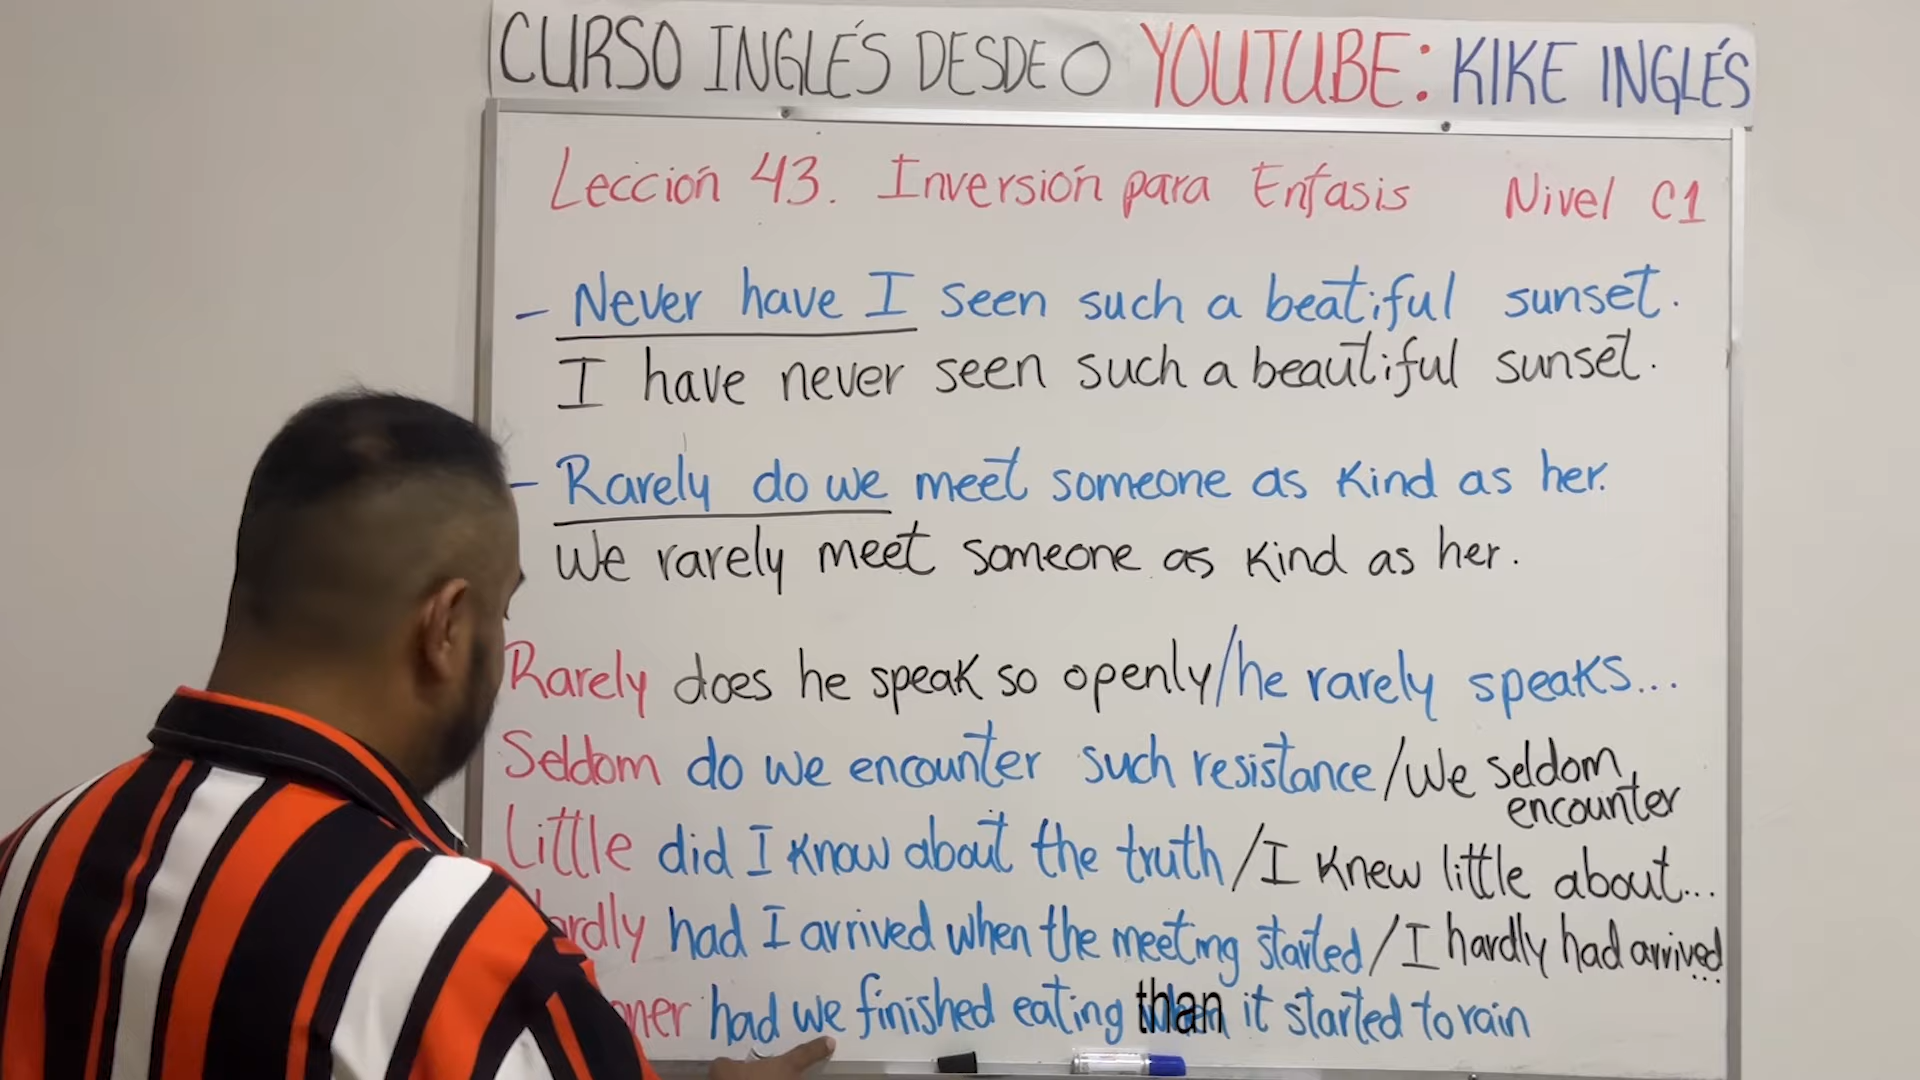 CURSO INGLÉS DESDE 0 YOUTUBE: KIKE INGLÉS
Lección 43. Inversión para Enfasis Nivel C1
- Never have I seen such a beatiful sunset.
I have never seen such a beautiful sunset.
- Rarely do we meet someone as kind as her.
We rarely meet someone as kind as her.
Rarely does he speak so openly/he rarely speaks...
Seldom do we encounter such resistance/We seldom encounter
Little did I know about the truth/I knew little about...
had I arrived when the meeting started/I hardly had arrived...
had we finished eating than it started to rain